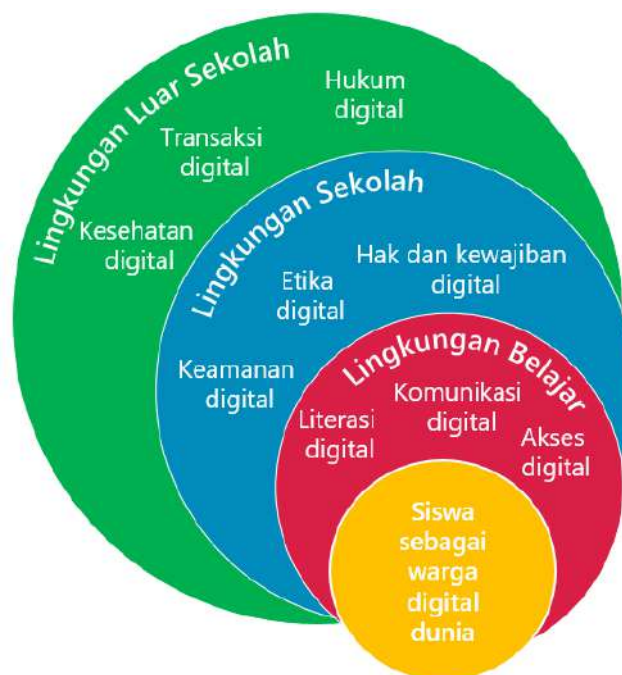 Lingkungan Luar Sekolah
Hukum
digital
Transaksi
digital
Kesehatan
digital
Lingkungan Sekolah
Hak dan kewajiban
digital
Etika
digital
Keamanan
digital
Lingkungan Belajar
Komunikasi
digital
Literasi
digital
Akses
digital
Siswa
sebagai
warga
digital
dunia